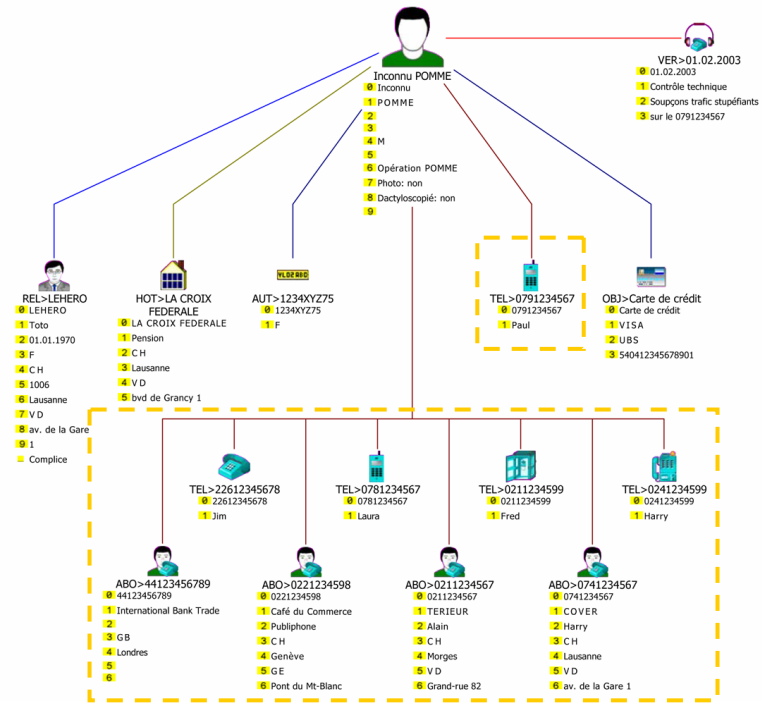 Inconnu POMME
0 Inconnu
1 POMME
2
3
4 M
5
6 Opération POMME
7 Photo: non
8 Dactyloscopié: non
9
VER>01.02.2003
0 01.02.2003
1 Contrôle technique
2 Soupçons trafic stupéfiants
3 sur le 0791234567
REL>LEHERO
0 LEHERO
1 Toto
2 01.01.1970
3 F
4 CH
5 1006
6 Lausanne
7 VD
8 av. de la Gare
9 1
Complice
HOT>LA CROIX
FEDERALE
0 LA CROIX FEDERALE
1 Pension
2 CH
3 Lausanne
4 VD
5 bvd de Grancy 1
AUT>1234XYZ75
0 1234XYZ75
1 F
TEL>0791234567
0 0791234567
1 Paul
OBJ>Carte de crédit
0 Carte de crédit
1 VISA
2 UBS
3 540412345678901
TEL>22612345678
0 22612345678
1 Jim
TEL>0781234567
0 0781234567
1 Laura
TEL>0211234599
0 0211234599
1 Fred
TEL>0241234599
0 0241234599
1 Harry
ABO>44123456789
0 44123456789
1 International Bank Trade
2
3 GB
4 Londres
5
6
ABO>0221234598
0 0221234598
1 Café du Commerce
2 Publiphone
3 CH
4 Genève
5 GE
6 Pont du Mt-Blanc
ABO>0211234567
0 0211234567
1 TERIEUR
2 Alain
3 CH
4 Morges
5 VD
6 Grand-rue 82
ABO>0741234567
0 0741234567
1 COVER
2 Harry
3 CH
4 Lausanne
5 VD
6 av. de la Gare 1